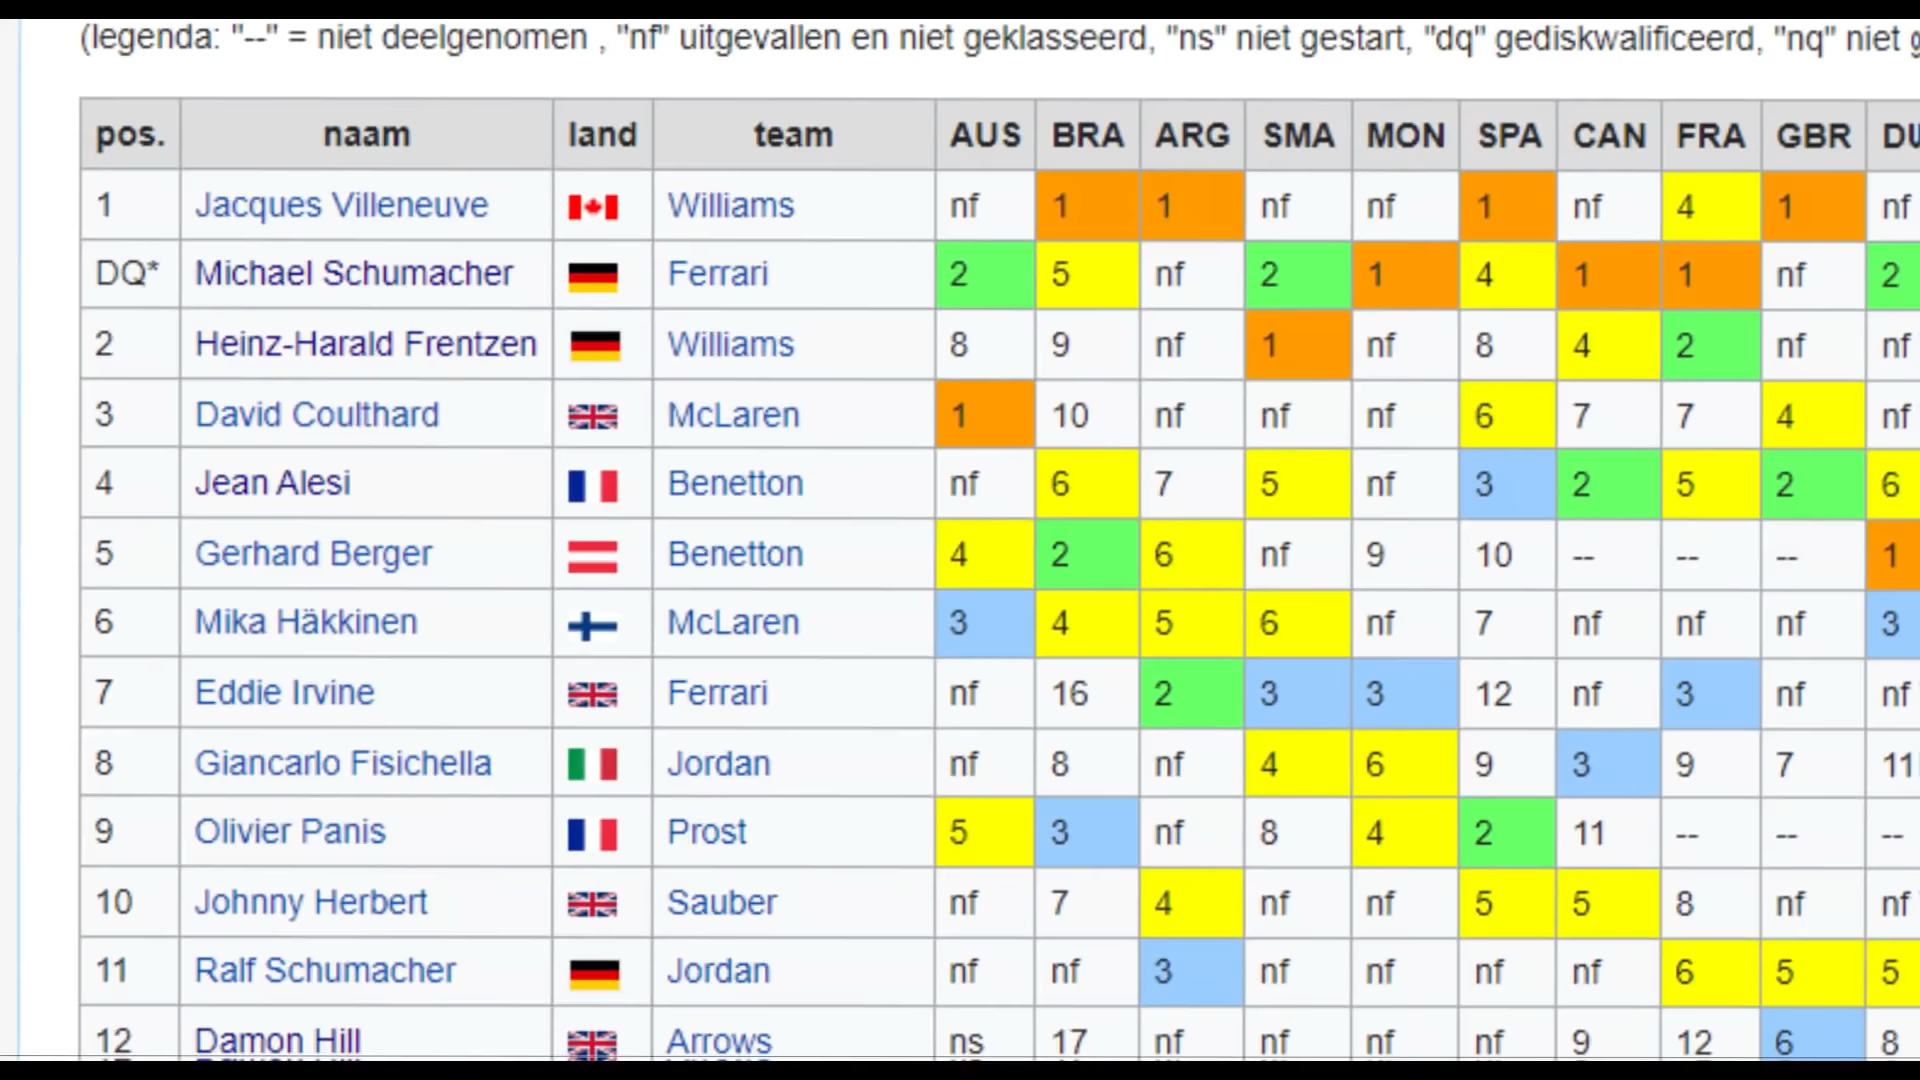 (legenda: "--" = niet deelgenomen , "nf" uitgevallen en niet geklasseerd, "ns" niet gestart, "dq" gediskwalificeerd, "nq" niet
pos. naam land team AUS BRA ARG SMA MON SPA CAN FRA GBR DU
1 Jacques Villeneuve Williams nf 1 1 nf nf 1 nf 4 1 nf
DQ* Michael Schumacher Ferrari 2 5 nf 2 1 4 1 1 nf 2
2 Heinz-Harald Frentzen Williams 8 9 nf 1 nf 8 4 2 nf nf
3 David Coulthard McLaren 1 10 nf nf nf 6 7 7 4 nf
4 Jean Alesi Benetton nf 6 7 5 nf 3 2 5 2 6
5 Gerhard Berger Benetton 4 2 6 nf 9 10 -- -- -- 1
6 Mika Häkkinen McLaren 3 4 5 6 nf 7 nf nf nf 3
7 Eddie Irvine Ferrari nf 16 2 3 3 12 nf 3 nf nf
8 Giancarlo Fisichella Jordan nf 8 nf 4 6 9 3 9 7 11
9 Olivier Panis Prost 5 3 nf 8 4 2 11 -- -- --
10 Johnny Herbert Sauber nf 7 4 nf nf 5 5 8 nf nf
11 Ralf Schumacher Jordan nf nf 3 nf nf nf nf 6 5 5
12 Damon Hill Arrows ns 17 nf nf nf nf 9 12 6 8